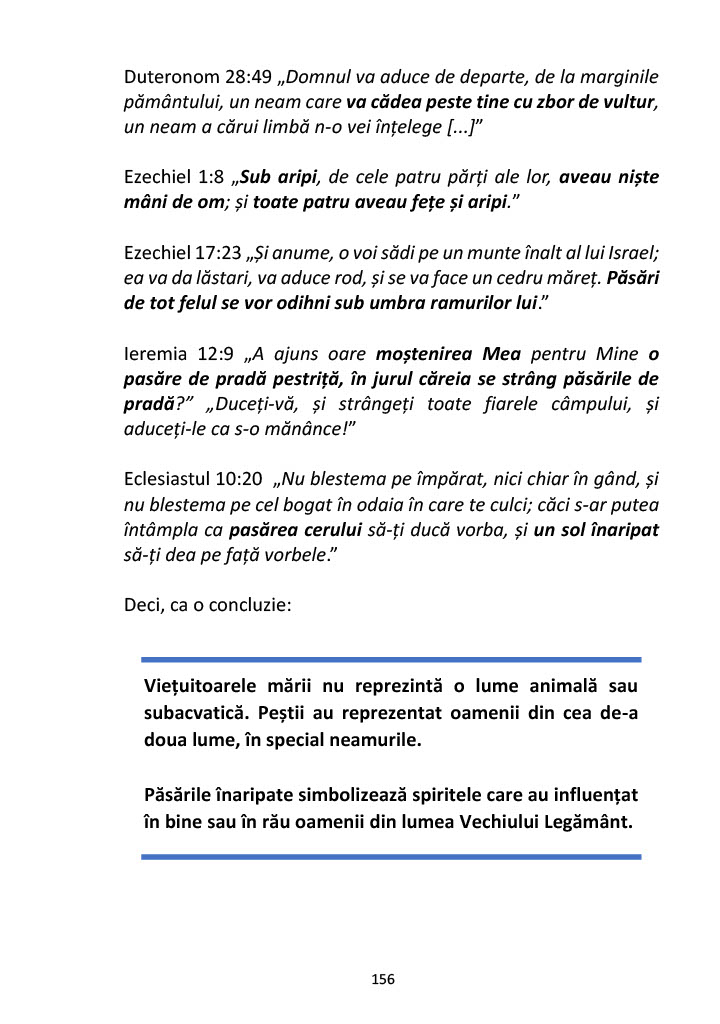 Duteronom 28:49 „Domnul va aduce de departe, de la marginile
pământului, un neam care va cădea peste tine cu zbor de vultur,
un neam a cărui limbă n-o vei înțelege [...]”
Ezechiel 1:8 „Sub aripi, de cele patru părți ale lor, aveau niște
mâni de om; și toate patru aveau fețe și aripi.”
Ezechiel 17:23 „Și anume, o voi sădi pe un munte înalt al lui Israel;
ea va da lăstari, va aduce rod, și se va face un cedru măreț. Păsări
de tot felul se vor odihni sub umbra ramurilor lui.”
Ieremia 12:9 „A ajuns oare moștenirea Mea pentru Mine o
pasăre de pradă pestriță, în jurul căreia se strâng păsările de
pradă?” „Duceți-vă, și strângeți toate fiarele câmpului, și
aduceți-le ca s-o mănânce!”
Eclesiastul 10:20 „Nu blestema pe împărat, nici chiar în gând, și
nu blestema pe cel bogat în odaia în care te culci; căci s-ar putea
întâmpla ca pasărea cerului să-ți ducă vorba, și un sol înaripat
să-ți dea pe față vorbele.”
Deci, ca o concluzie:
Viețuitoarele mării nu reprezintă o lume animală sau
subacvatică. Peștii au reprezentat oamenii din cea de-a
doua lume, în special neamurile.
Păsările înaripate simbolizează spiritele care au influențat
în bine sau în rău oamenii din lumea Vechiului Legământ.
156